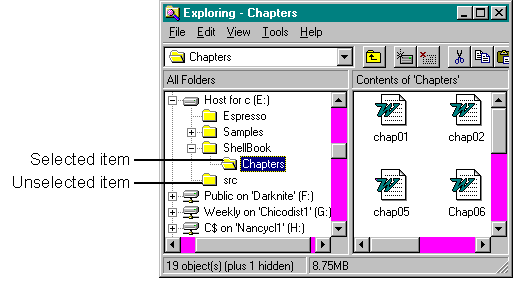 Exploring - Chapters
File Edit View Tools Help
Chapters
All Folders Contents of 'Chapters'
Host for c (E:)
Espresso
Samples
ShellBook
Selected item Chapters
Unselected item src
Public on 'Darknite' (F:)
Weekly on 'Chicodist1' (G:)
C$ on 'Nancycl1' (H:)
chap01 chap02
chap05 Chap06
19 object(s) (plus 1 hidden) 8.75MB